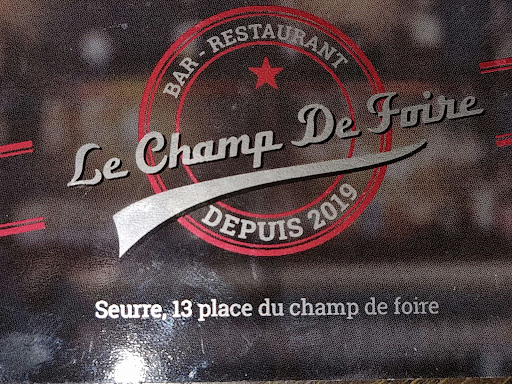 BAR - RESTAURANT
Le Champ De Foire
DEPUIS 2019
Seurre, 13 place du champ de foire